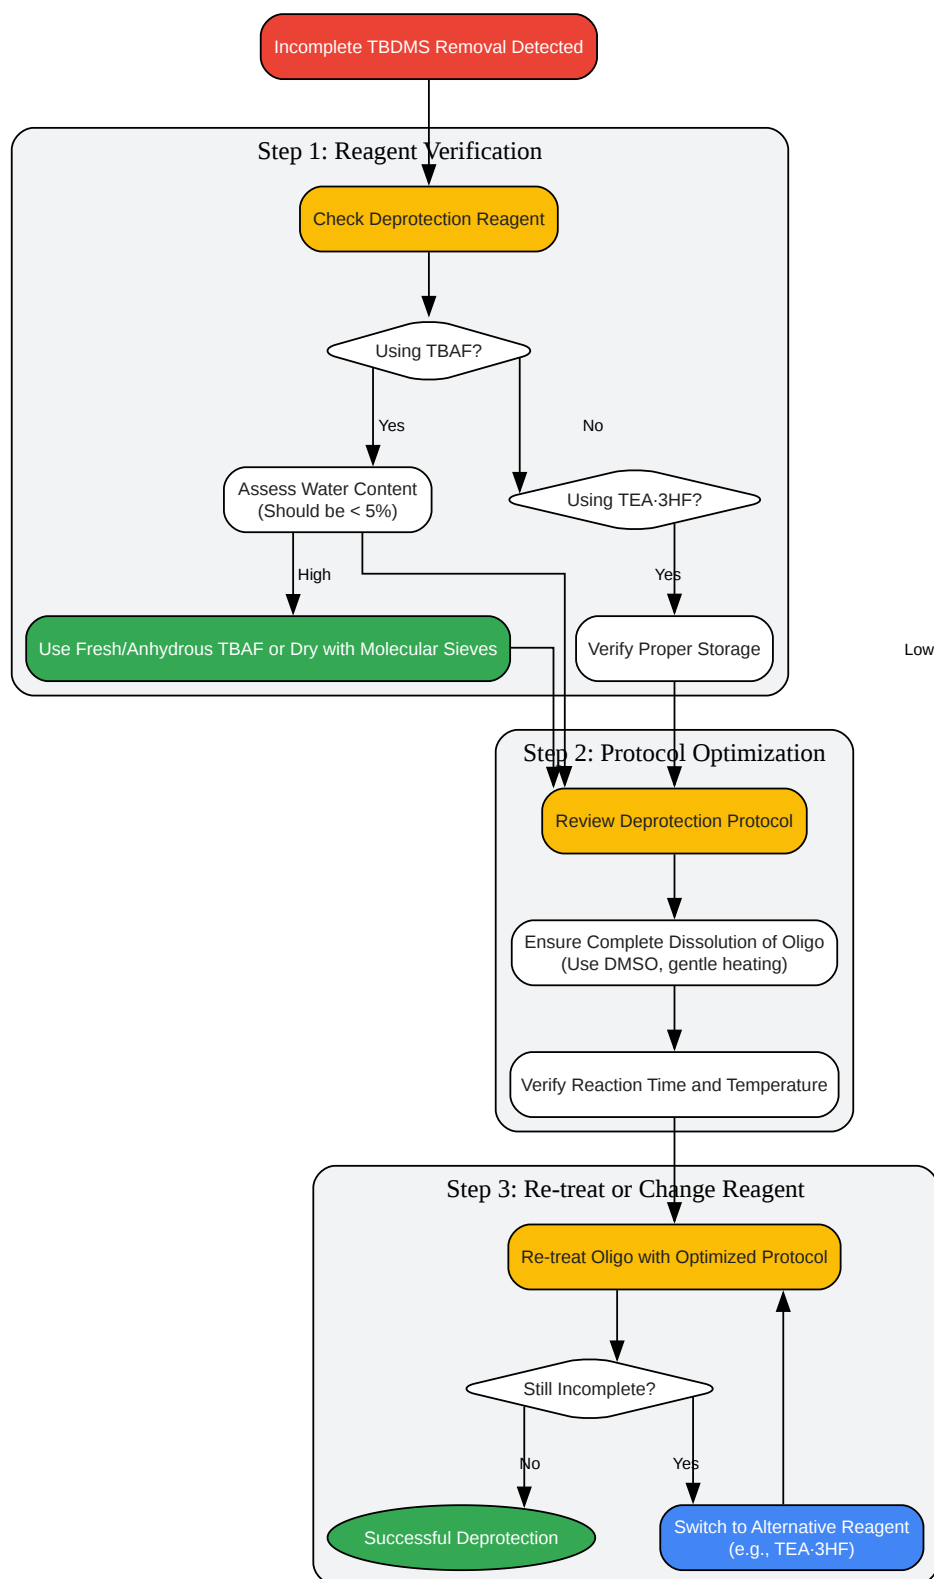 Incomplete TBDMS Removal Detected
Step 1: Reagent Verification
Check Deprotection Reagent
Using TBAF?
Yes
No
Assess Water Content
(Should be < 5%)
Using TEA·3HF?
High
Yes
Use Fresh/Anhydrous TBAF or Dry with Molecular Sieves
Verify Proper Storage
Low
Step 2: Protocol Optimization
Review Deprotection Protocol
Ensure Complete Dissolution of Oligo
(Use DMSO, gentle heating)
Verify Reaction Time and Temperature
Step 3: Re-treat or Change Reagent
Re-treat Oligo with Optimized Protocol
Still Incomplete?
No
Yes
Successful Deprotection
Switch to Alternative Reagent
(e.g., TEA·3HF)